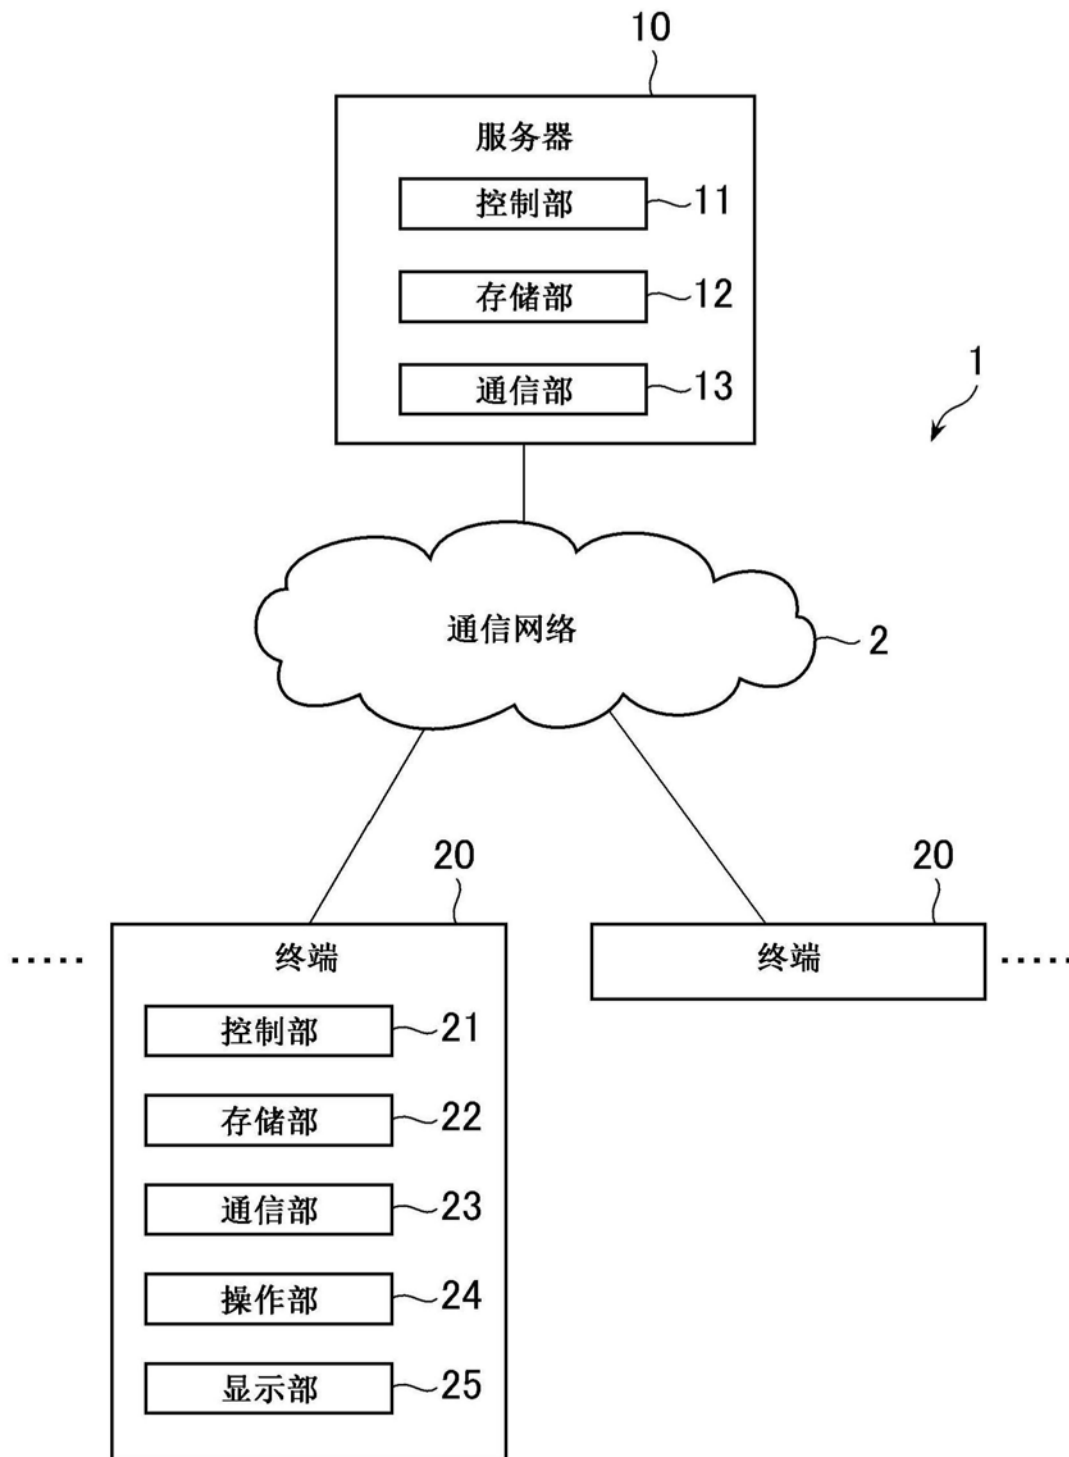 10
服务器
控制部 11
存储部 12
通信部 13
1
通信网络 2
20 20
..... 终端 终端 .....
控制部 21
存储部 22
通信部 23
操作部 24
显示部 25